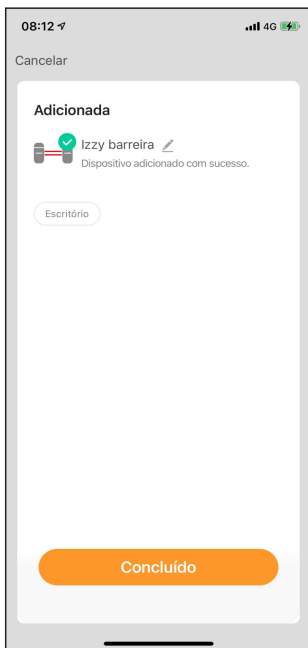 08:12 4G
Cancelar
Adicionada
Izzy barreira
Dispositivo adicionado com sucesso.
Escritório
Concluído